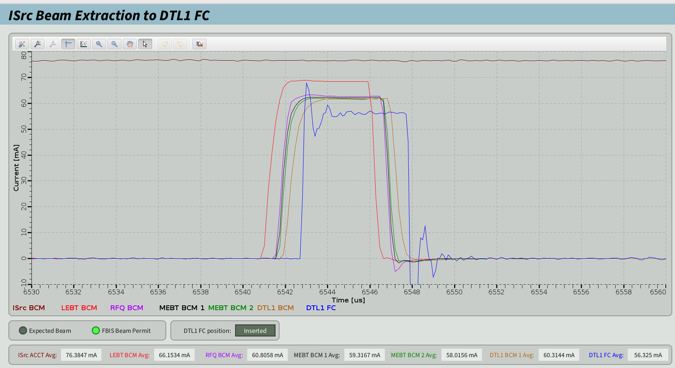 ISrc Beam Extraction to DTL1 FC
80
70
60
50
40
30
20
10
0
10
Current [mA]
6530 6532 6534 6536 6538 6540 6542 6544 6546 6548 6550 6552 6554 6556 6558 6560
Time [us]
ISrc BCM LEBT BCM RFQ BCM MEBT BCM 1 MEBT BCM 2 DTL1 BCM DTL1 FC
Expected Beam FBIS Beam Permit DTL1 FC position: Inserted
ISrc ACCT Avg: 76.3847 mA LEBT BCM Avg: 66.1534 mA RFQ BCM Avg: 60.8058 mA MEBT BCM 1 Avg: 59.3167 mA MEBT BCM 2 Avg: 58.0156 mA DTL1 BCM 1 Avg: 60.3144 mA DTL1 FC Avg: 56.325 mA